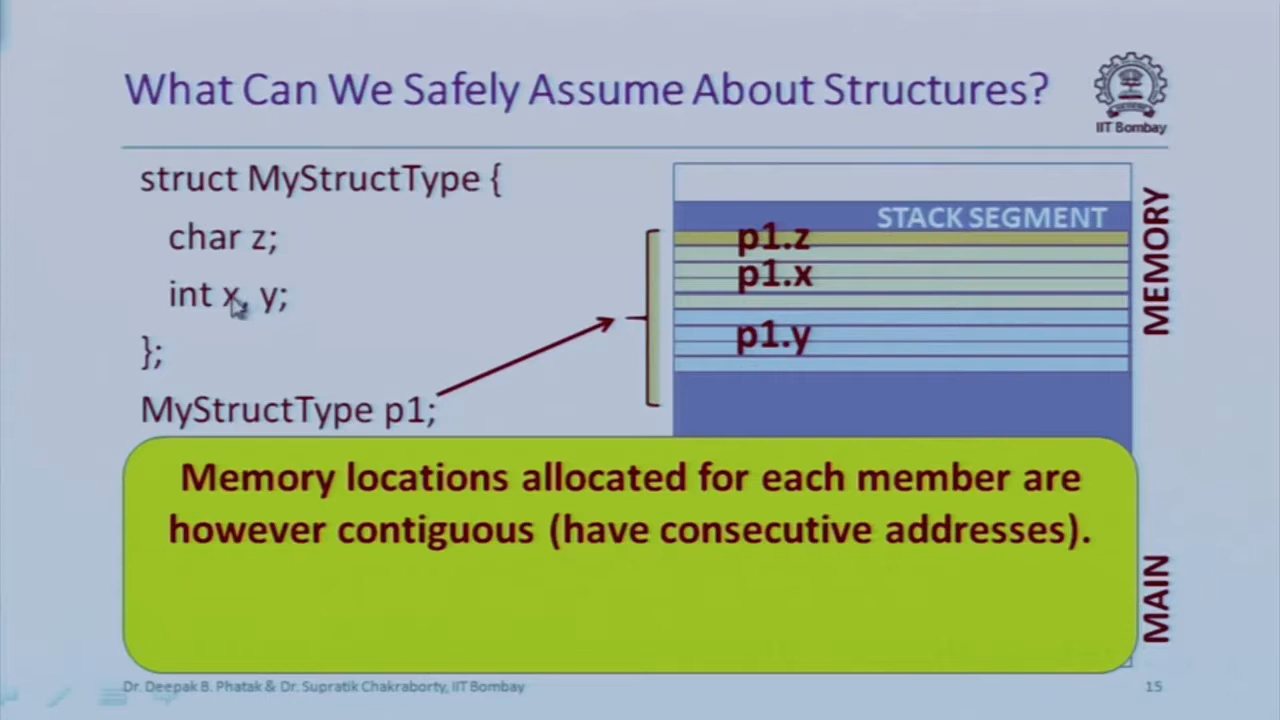 What Can We Safely Assume About Structures?
IIT Bombay
struct MyStructType {
char z;
int x, y;
};
MyStructType p1;
STACK SEGMENT
p1.z
p1.x
p1.y
MEMORY
MAIN
Memory locations allocated for each member are
however contiguous (have consecutive addresses).
Dr. Deepak B. Phatak & Dr. Supratik Chakraborty, IIT Bombay
15